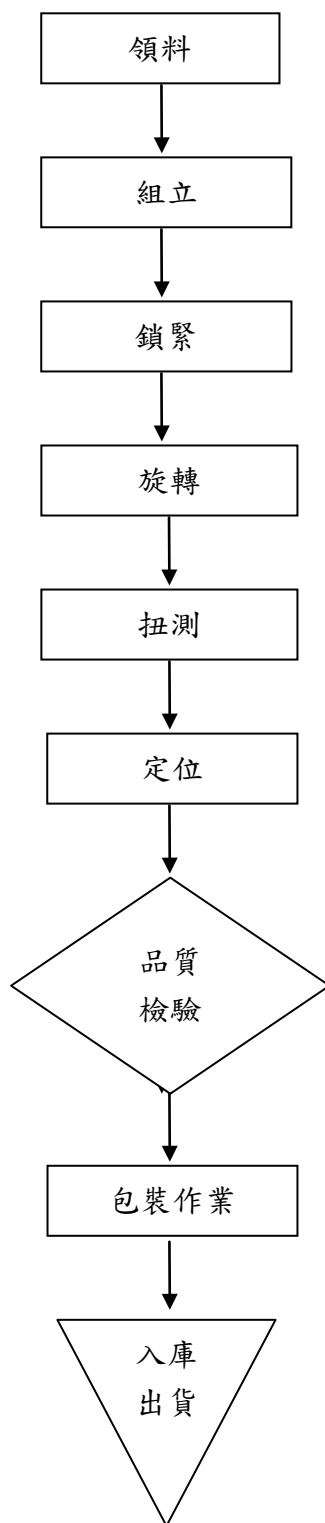 領料
組立
鎖緊
旋轉
扭測
定位
品質
檢驗
包裝作業
入庫
出貨